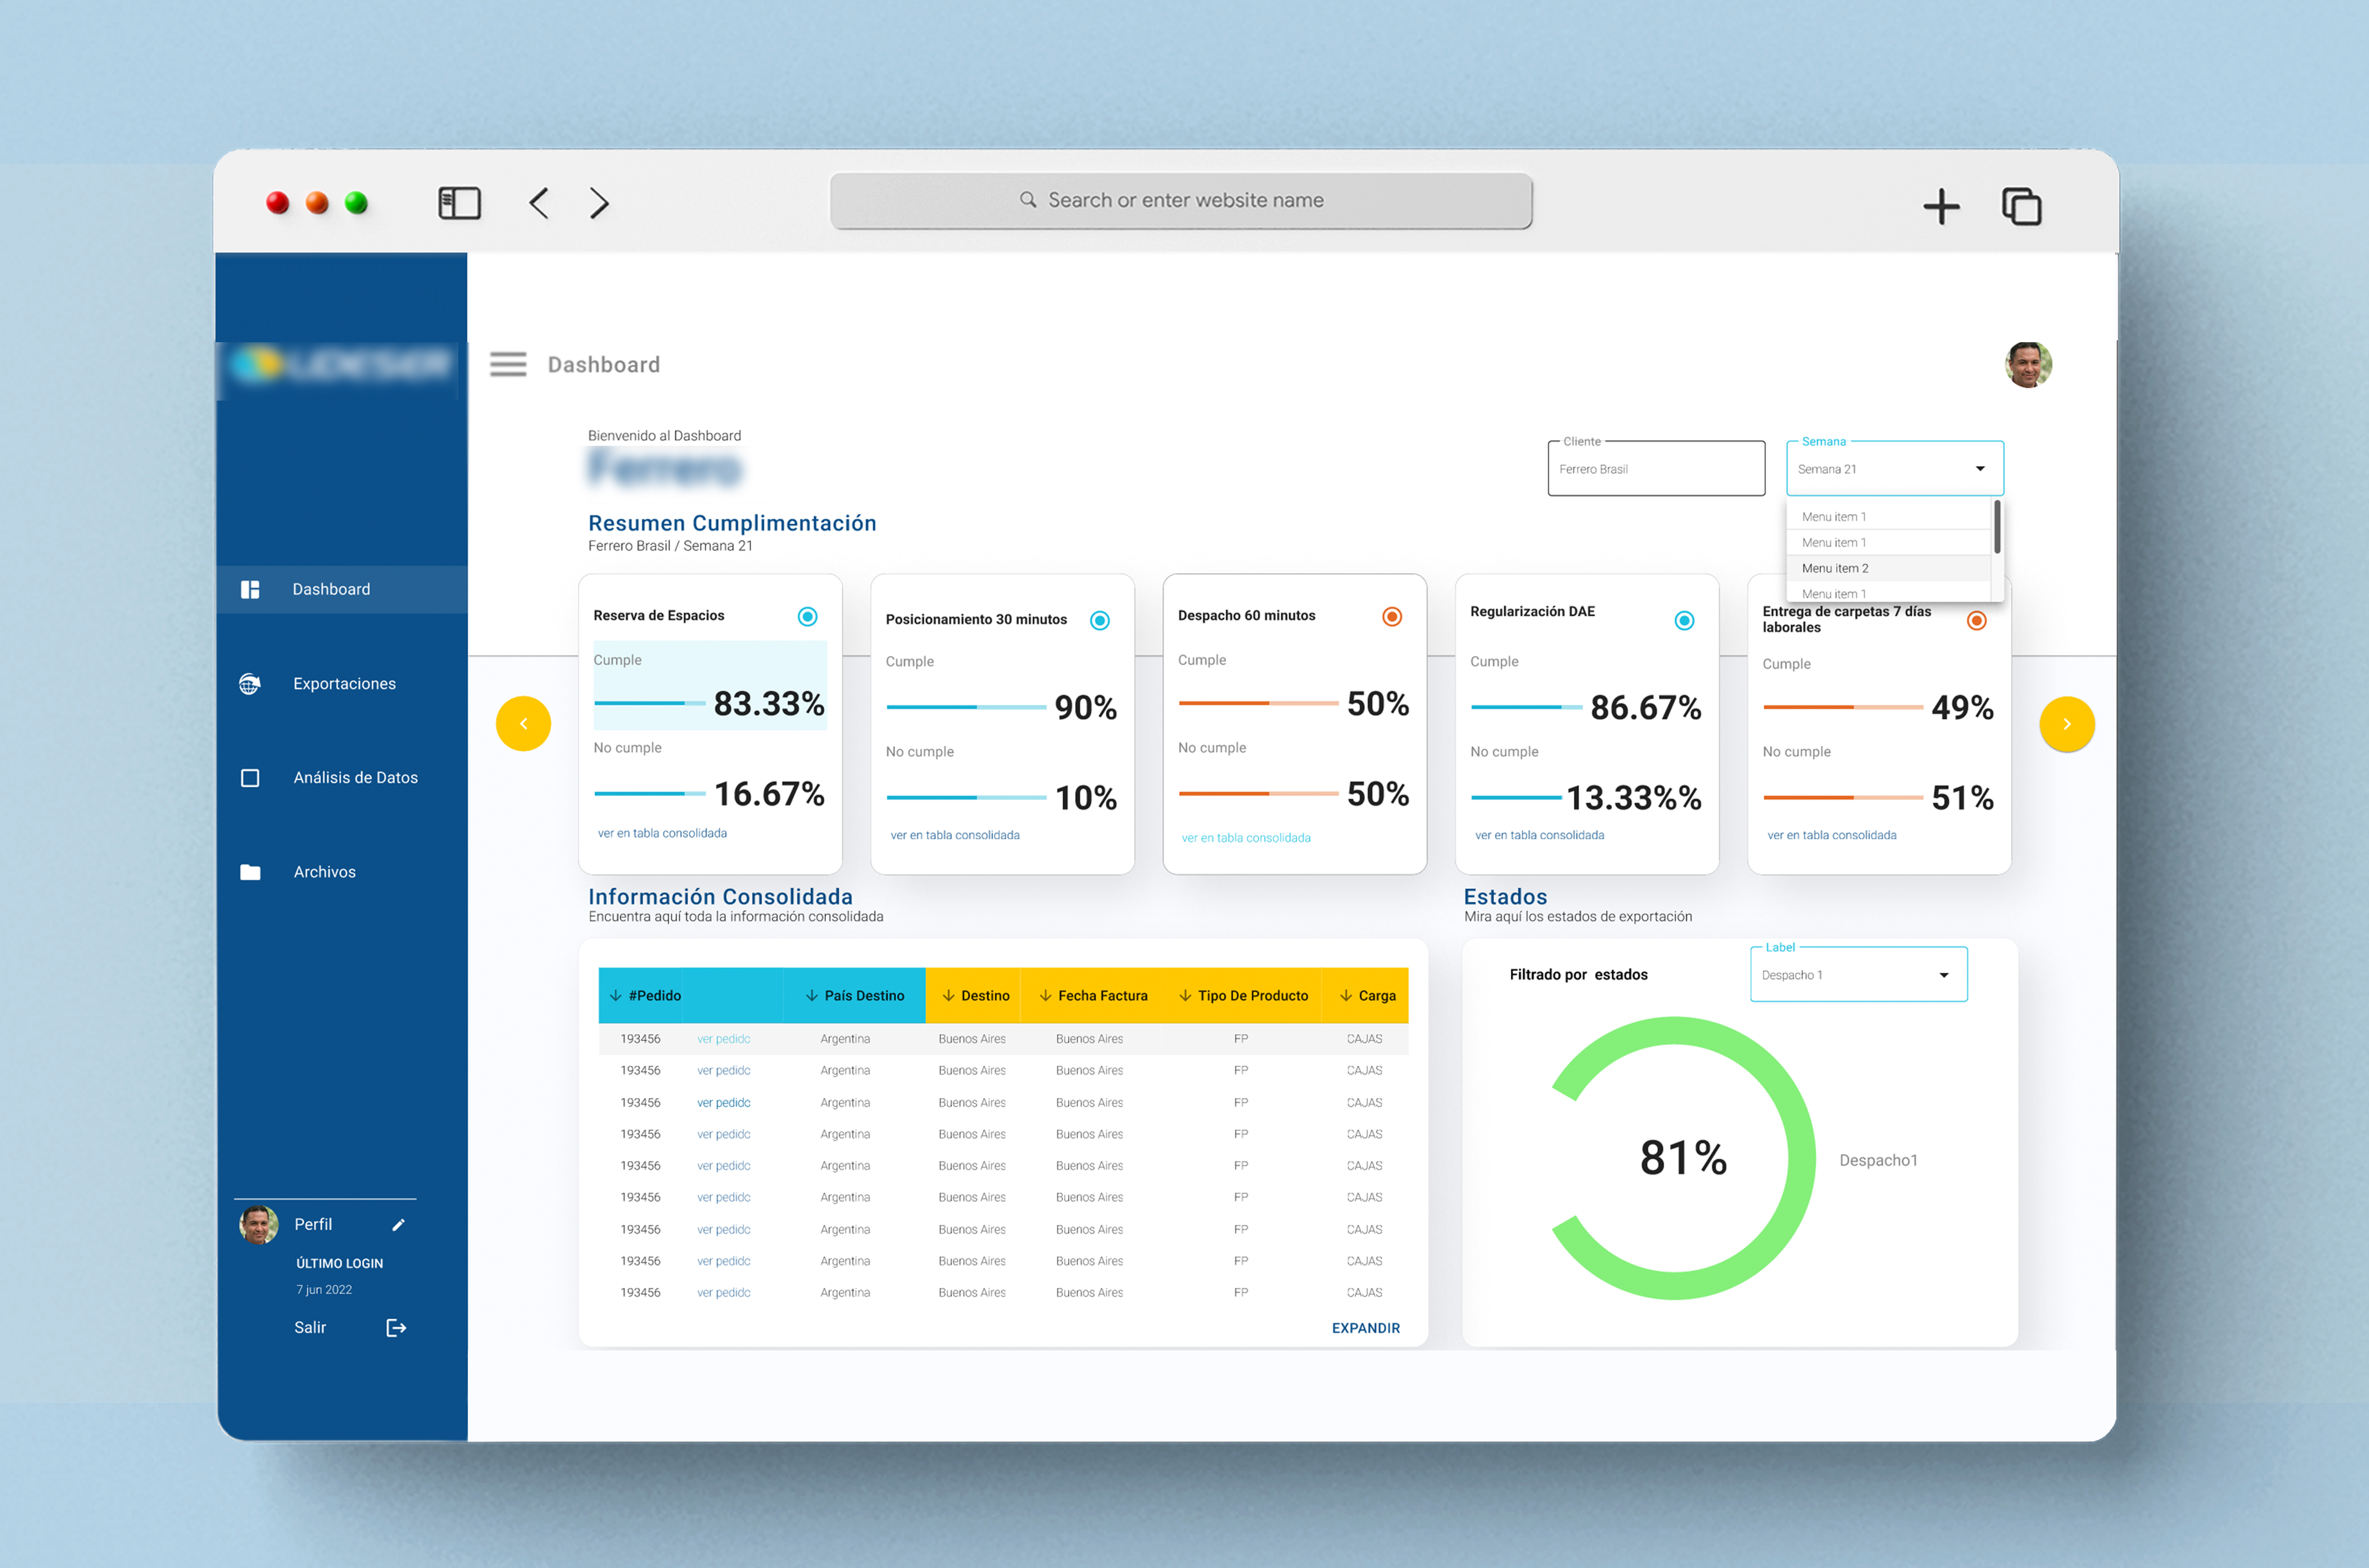 Search or enter website name
LIDESER
Dashboard
Bienvenido al Dashboard
Ferrero
Cliente
Ferrero Brasil
Semana
Semana 21
Menu item 1
Menu item 1
Menu item 2
Menu item 1
Resumen Cumplimentación
Ferrero Brasil / Semana 21
Dashboard
Exportaciones
Análisis de Datos
Archivos
Perfil
ÚLTIMO LOGIN
7 jun 2022
Salir
Reserva de Espacios
Cumple
83.33%
No cumple
16.67%
ver en tabla consolidada
Posicionamiento 30 minutos
Cumple
90%
No cumple
10%
ver en tabla consolidada
Despacho 60 minutos
Cumple
50%
No cumple
50%
ver en tabla consolidada
Regularización DAE
Cumple
86.67%
No cumple
13.33%%
ver en tabla consolidada
Entrega de carpetas 7 días
laborales
Cumple
49%
No cumple
51%
ver en tabla consolidada
Información Consolidada
Encuentra aquí toda la información consolidada
#Pedido País Destino Destino Fecha Factura Tipo De Producto Carga
193456 ver pedido Argentina Buenos Aires Buenos Aires FP CAJAS
193456 ver pedido Argentina Buenos Aires Buenos Aires FP CAJAS
193456 ver pedido Argentina Buenos Aires Buenos Aires FP CAJAS
193456 ver pedido Argentina Buenos Aires Buenos Aires FP CAJAS
193456 ver pedido Argentina Buenos Aires Buenos Aires FP CAJAS
193456 ver pedido Argentina Buenos Aires Buenos Aires FP CAJAS
193456 ver pedido Argentina Buenos Aires Buenos Aires FP CAJAS
193456 ver pedido Argentina Buenos Aires Buenos Aires FP CAJAS
193456 ver pedido Argentina Buenos Aires Buenos Aires FP CAJAS
EXPANDIR
Estados
Mira aquí los estados de exportación
Filtrado por estados
Label
Despacho 1
81%
Despacho1